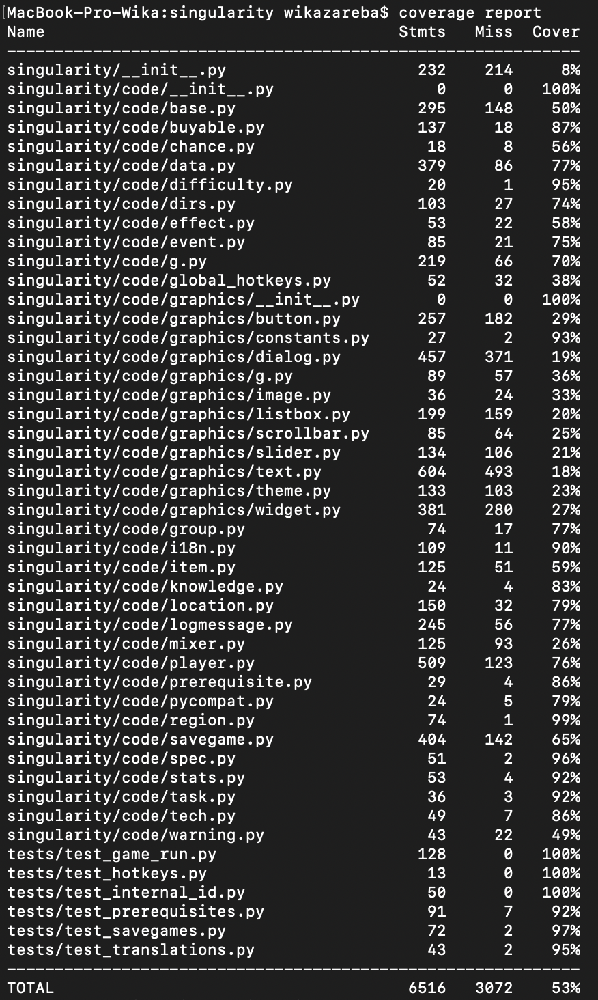 [MacBook-Pro-Wika:singularity wikazareba$ coverage report
Name Stmts Miss Cover
------------------------------------------------------------
singularity/__init__.py 232 214 8%
singularity/code/__init__.py 0 0 100%
singularity/code/base.py 295 148 50%
singularity/code/buyable.py 137 18 87%
singularity/code/chance.py 18 8 56%
singularity/code/data.py 379 86 77%
singularity/code/difficulty.py 20 1 95%
singularity/code/dirs.py 103 27 74%
singularity/code/effect.py 53 22 58%
singularity/code/event.py 85 21 75%
singularity/code/g.py 219 66 70%
singularity/code/global_hotkeys.py 52 32 38%
singularity/code/graphics/__init__.py 0 0 100%
singularity/code/graphics/button.py 257 182 29%
singularity/code/graphics/constants.py 27 2 93%
singularity/code/graphics/dialog.py 457 371 19%
singularity/code/graphics/g.py 89 57 36%
singularity/code/graphics/image.py 36 24 33%
singularity/code/graphics/listbox.py 199 159 20%
singularity/code/graphics/scrollbar.py 85 64 25%
singularity/code/graphics/slider.py 134 106 21%
singularity/code/graphics/text.py 604 493 18%
singularity/code/graphics/theme.py 133 103 23%
singularity/code/graphics/widget.py 381 280 27%
singularity/code/group.py 74 17 77%
singularity/code/i18n.py 109 11 90%
singularity/code/item.py 125 51 59%
singularity/code/knowledge.py 24 4 83%
singularity/code/location.py 150 32 79%
singularity/code/logmessage.py 245 56 77%
singularity/code/mixer.py 125 93 26%
singularity/code/player.py 509 123 76%
singularity/code/prerequisite.py 29 4 86%
singularity/code/pycompat.py 24 5 79%
singularity/code/region.py 74 1 99%
singularity/code/savegame.py 404 142 65%
singularity/code/spec.py 51 2 96%
singularity/code/stats.py 53 4 92%
singularity/code/task.py 36 3 92%
singularity/code/tech.py 49 7 86%
singularity/code/warning.py 43 22 49%
tests/test_game_run.py 128 0 100%
tests/test_hotkeys.py 13 0 100%
tests/test_internal_id.py 50 0 100%
tests/test_prerequisites.py 91 7 92%
tests/test_savegames.py 72 2 97%
tests/test_translations.py 43 2 95%
------------------------------------------------------------
TOTAL 6516 3072 53%